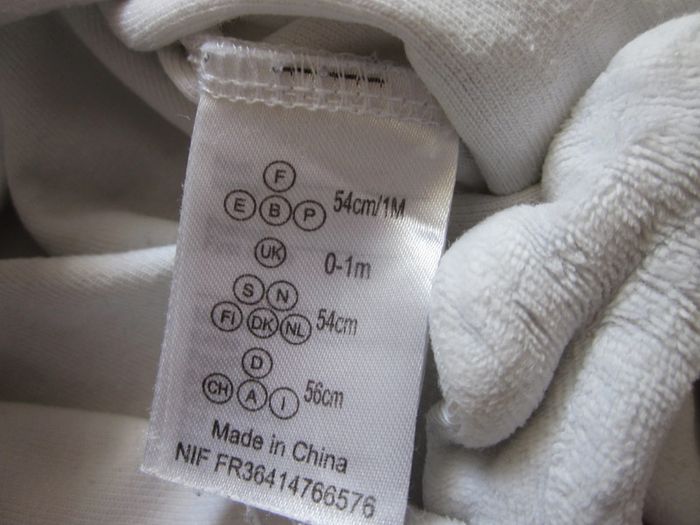 F
E B P 54cm/1M
UK 0-1m
S N
FI DK NL 54cm
D
CH A I 56cm
Made in China
NIF FR36414766576